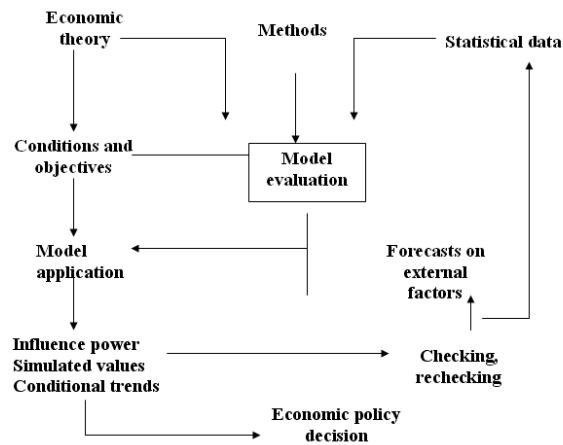 Economic
theory
Methods
Statistical data
Conditions and
objectives
Model
evaluation
Model
application
Forecasts on
external
factors
Influence power
Simulated values
Conditional trends
Checking,
rechecking
Economic policy
decision